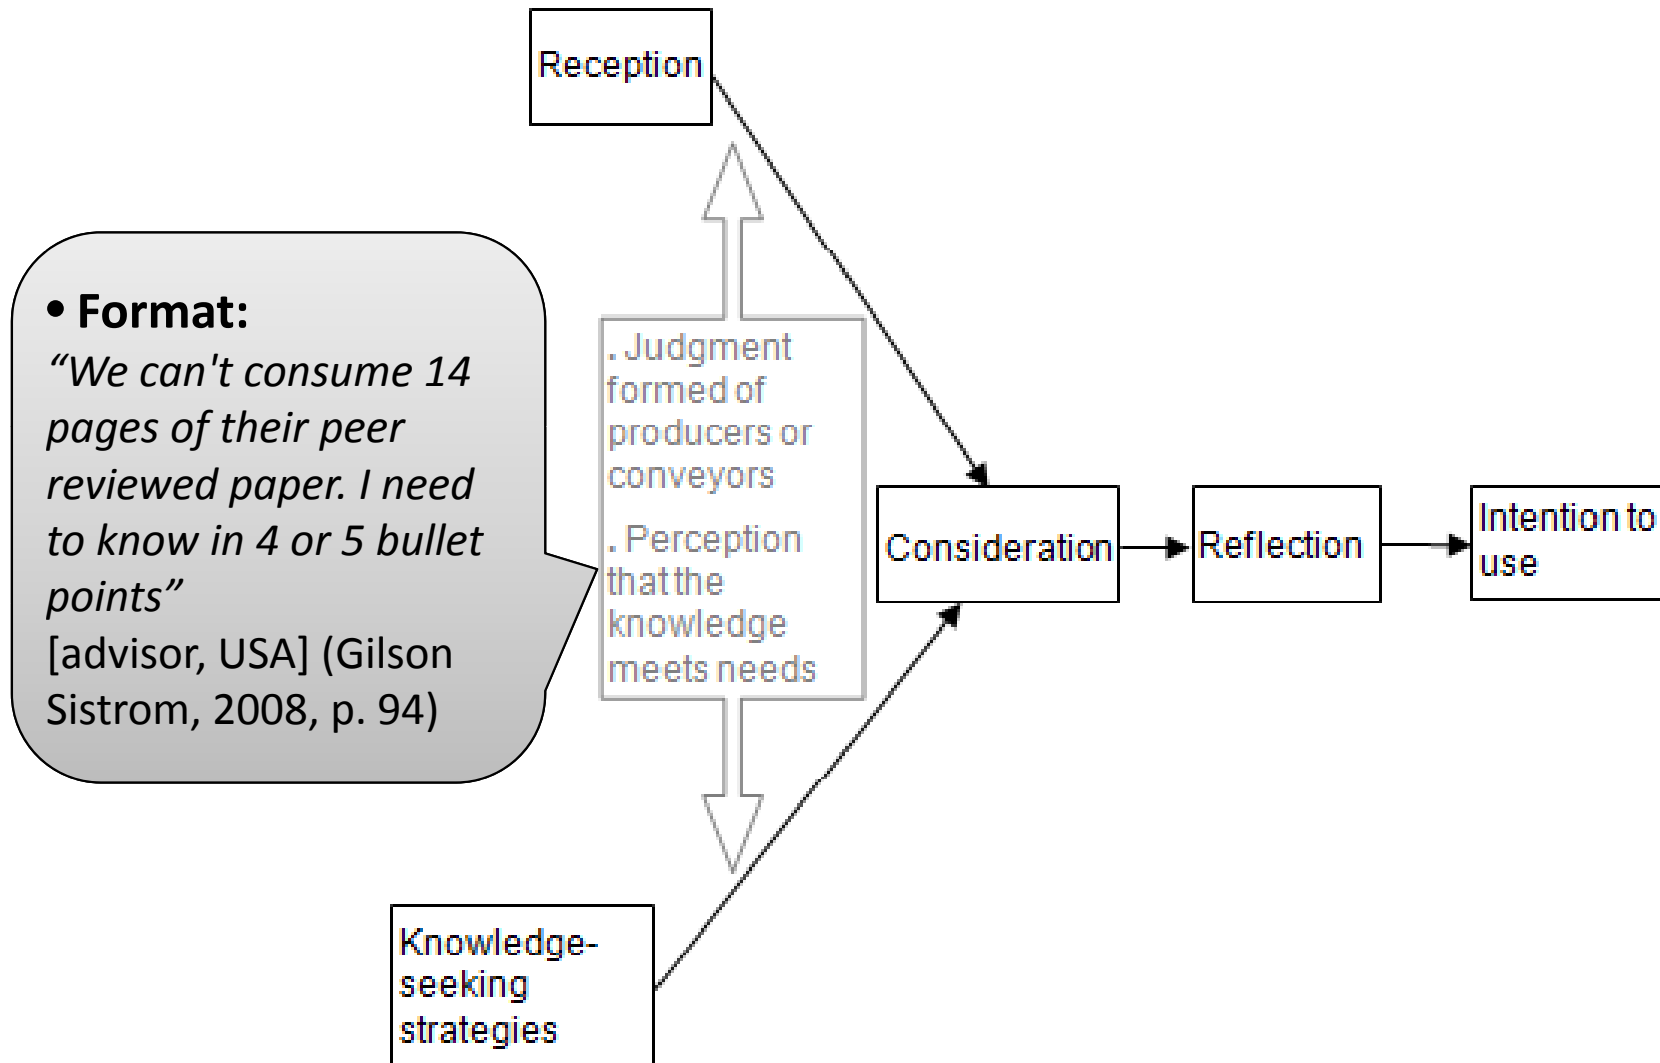 Reception
• Format:
“We can't consume 14
pages of their peer
reviewed paper. I need
to know in 4 or 5 bullet
points”
[advisor, USA] (Gilson
Sistrom, 2008, p. 94)
. Judgment
formed of
producers or
conveyors
. Perception
that the
knowledge
meets needs
Consideration
Reflection
Intention to
use
Knowledge-
seeking
strategies